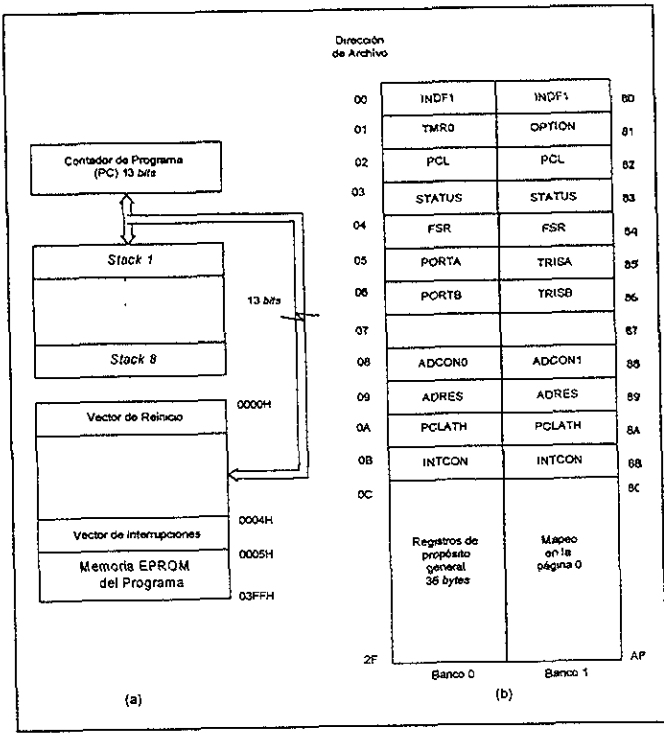 Dirección
de Archivo
Contador de Programa
(PC) 13 bits
Stack 1
Stack 8
13 bits
Vector de Reinicio
0000H
0004H
Vector de Interrupciones
0005H
Memoria EPROM
del Programa
03FFH
(a)
00 INDF1 INDF1 80
01 TMR0 OPTION 81
02 PCL PCL 82
03 STATUS STATUS 83
04 FSR FSR 84
05 PORTA TRISA 85
06 PORTB TRISB 86
07 87
08 ADCON0 ADCON1 88
09 ADRES ADRES 89
0A PCLATH PCLATH 8A
0B INTCON INTCON 8B
0C 8C
Registros de
propósito
general
36 bytes
Mapeo
en la
página 0
2F AF
Banco 0 Banco 1
(b)